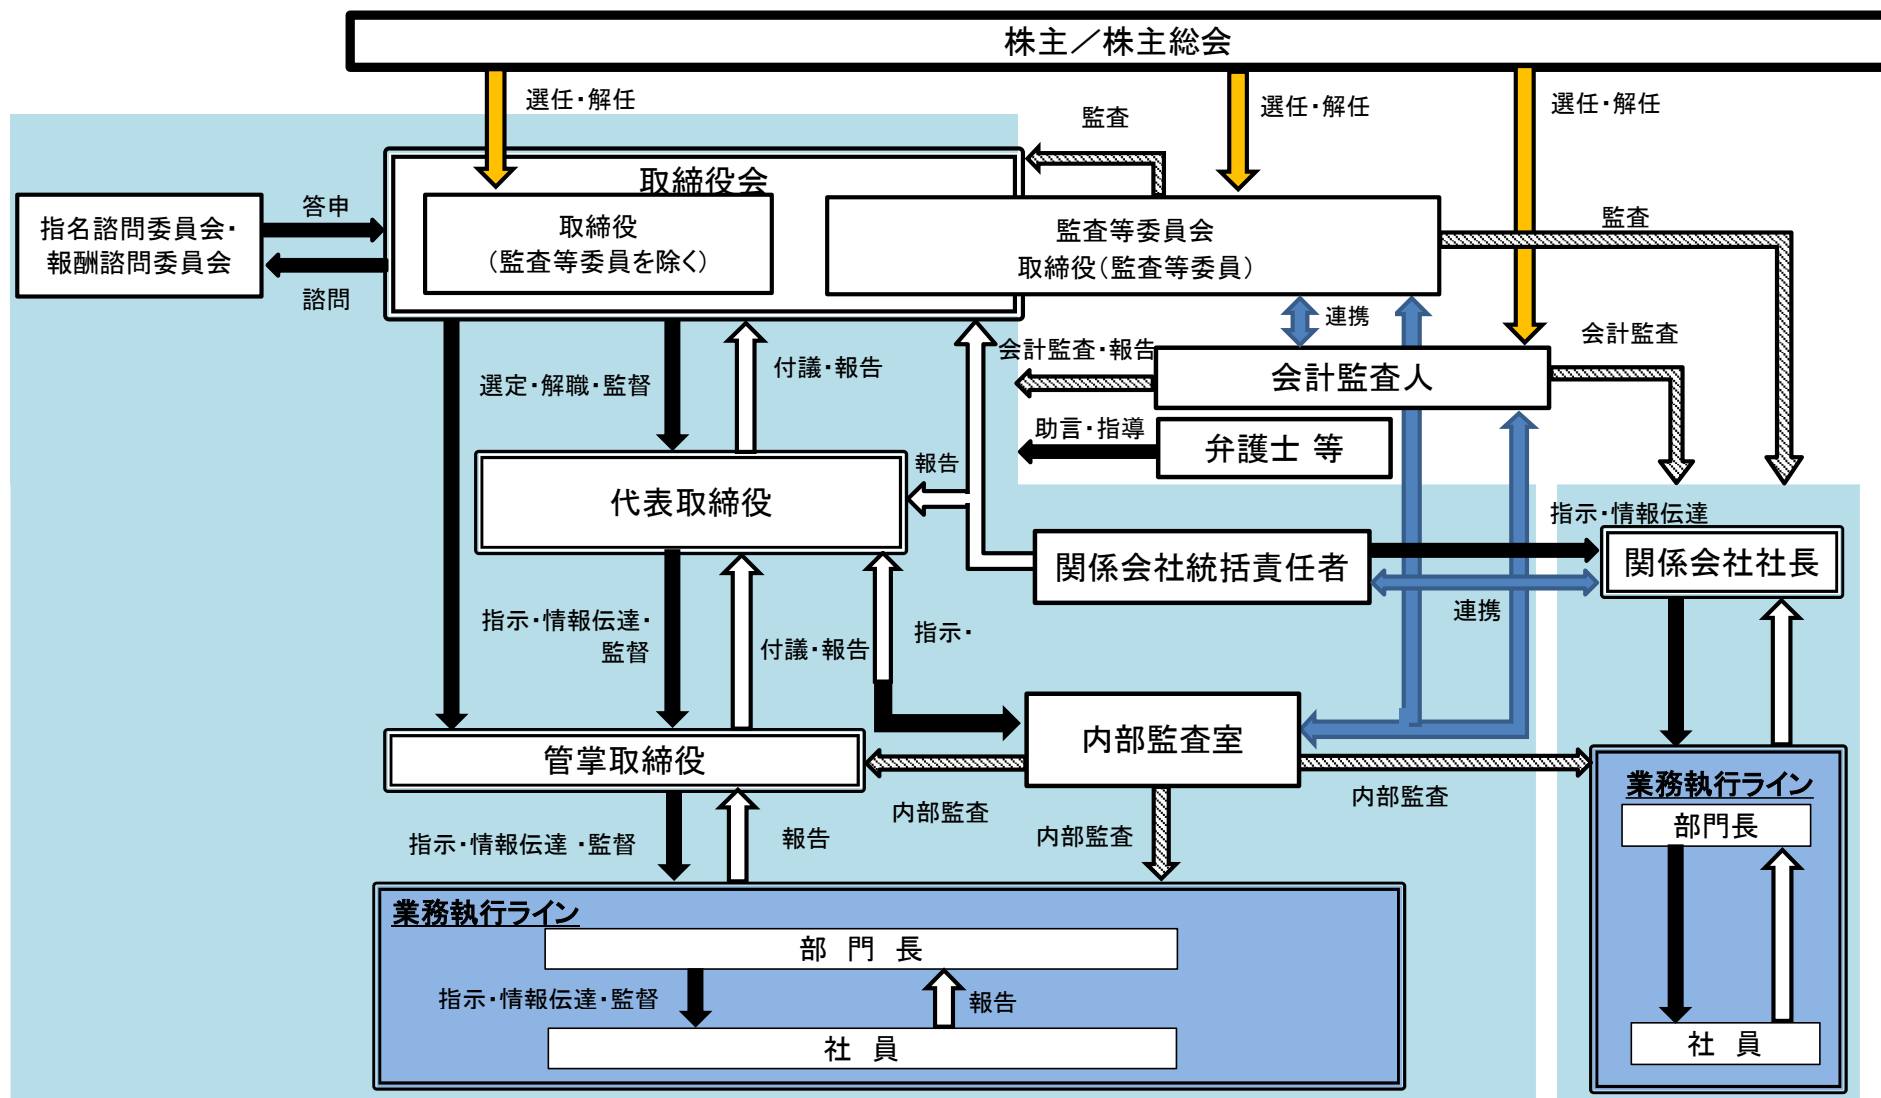 株主／株主総会
選任・解任
選任・解任
選任・解任
監査
取締役会
指名諮問委員会・
報酬諮問委員会
答申
諮問
取締役
（監査等委員を除く）
監査等委員会
取締役（監査等委員）
監査
連携
会計監査・報告
会計監査人
会計監査
選定・解職・監督
付議・報告
助言・指導
弁護士 等
代表取締役
報告
関係会社統括責任者
指示・情報伝達
関係会社社長
連携
指示・情報伝達・
監督
付議・報告
指示・
内部監査室
管掌取締役
内部監査
内部監査
内部監査
指示・情報伝達 ・監督
報告
業務執行ライン
部 門 長
指示・情報伝達・監督
報告
社 員
業務執行ライン
部門長
社 員